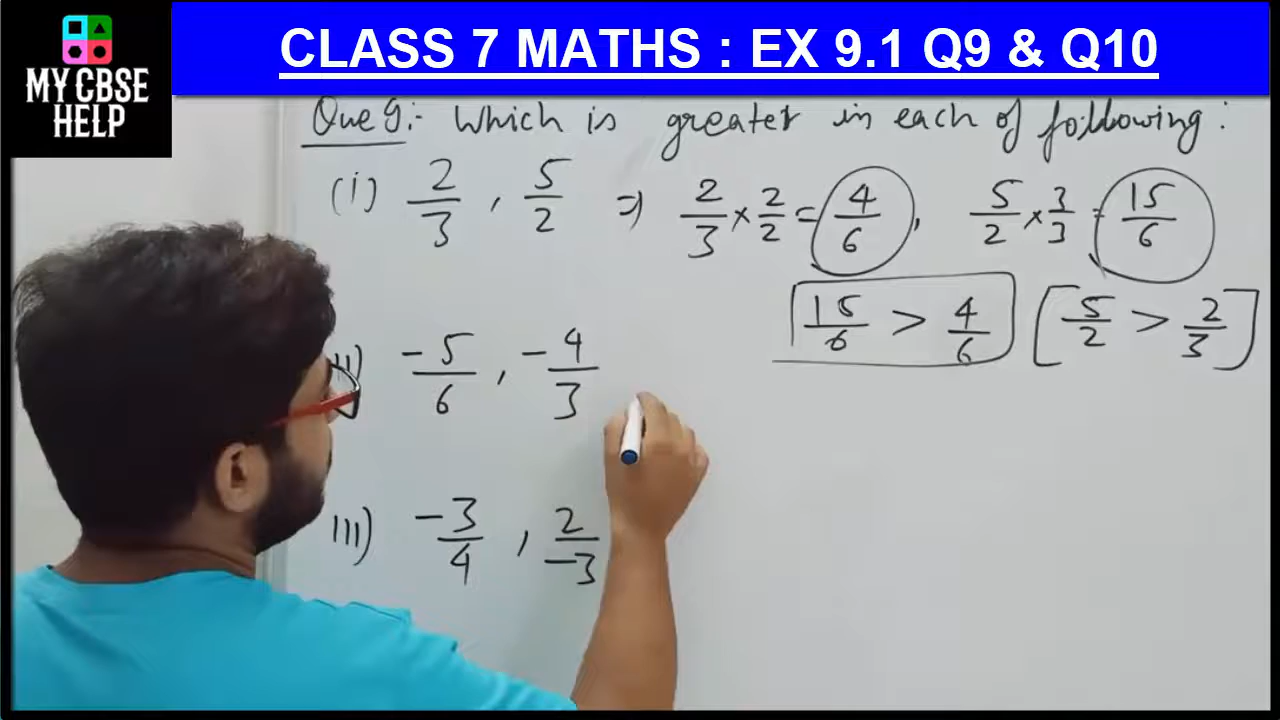 MY CBSE
HELP
CLASS 7 MATHS : EX 9.1 Q9 & Q10
Que 9:- Which is greater in each of following:
(i) 2/3 , 5/2 ⇒ 2/3 × 2/2 = 4/6 , 5/2 × 3/3 = 15/6
15/6 > 4/6 [5/2 > 2/3]
ii) -5/6 , -4/3
iii) -3/4 , 2/-3